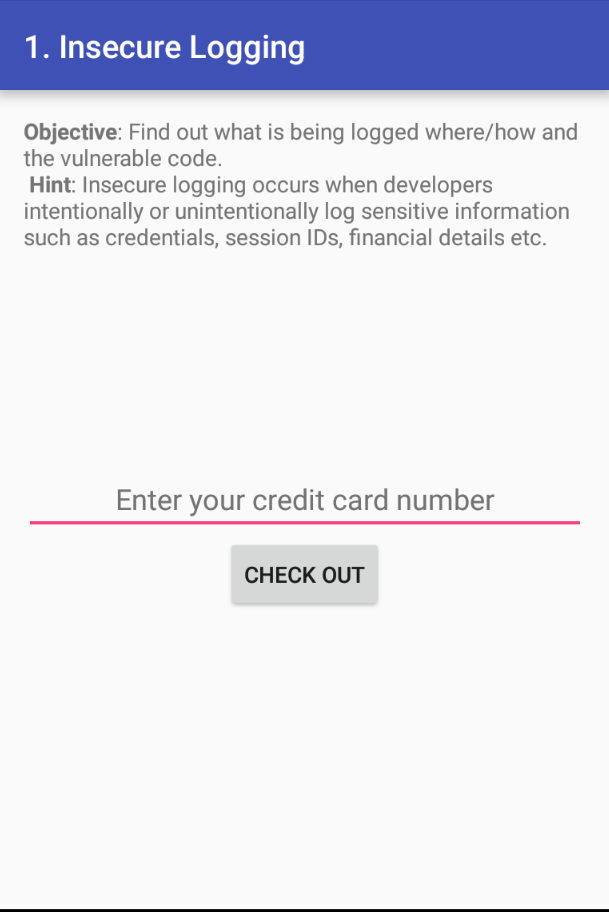 1. Insecure Logging
Objective: Find out what is being logged where/how and
the vulnerable code.
Hint: Insecure logging occurs when developers
intentionally or unintentionally log sensitive information
such as credentials, session IDs, financial details etc.
Enter your credit card number
CHECK OUT